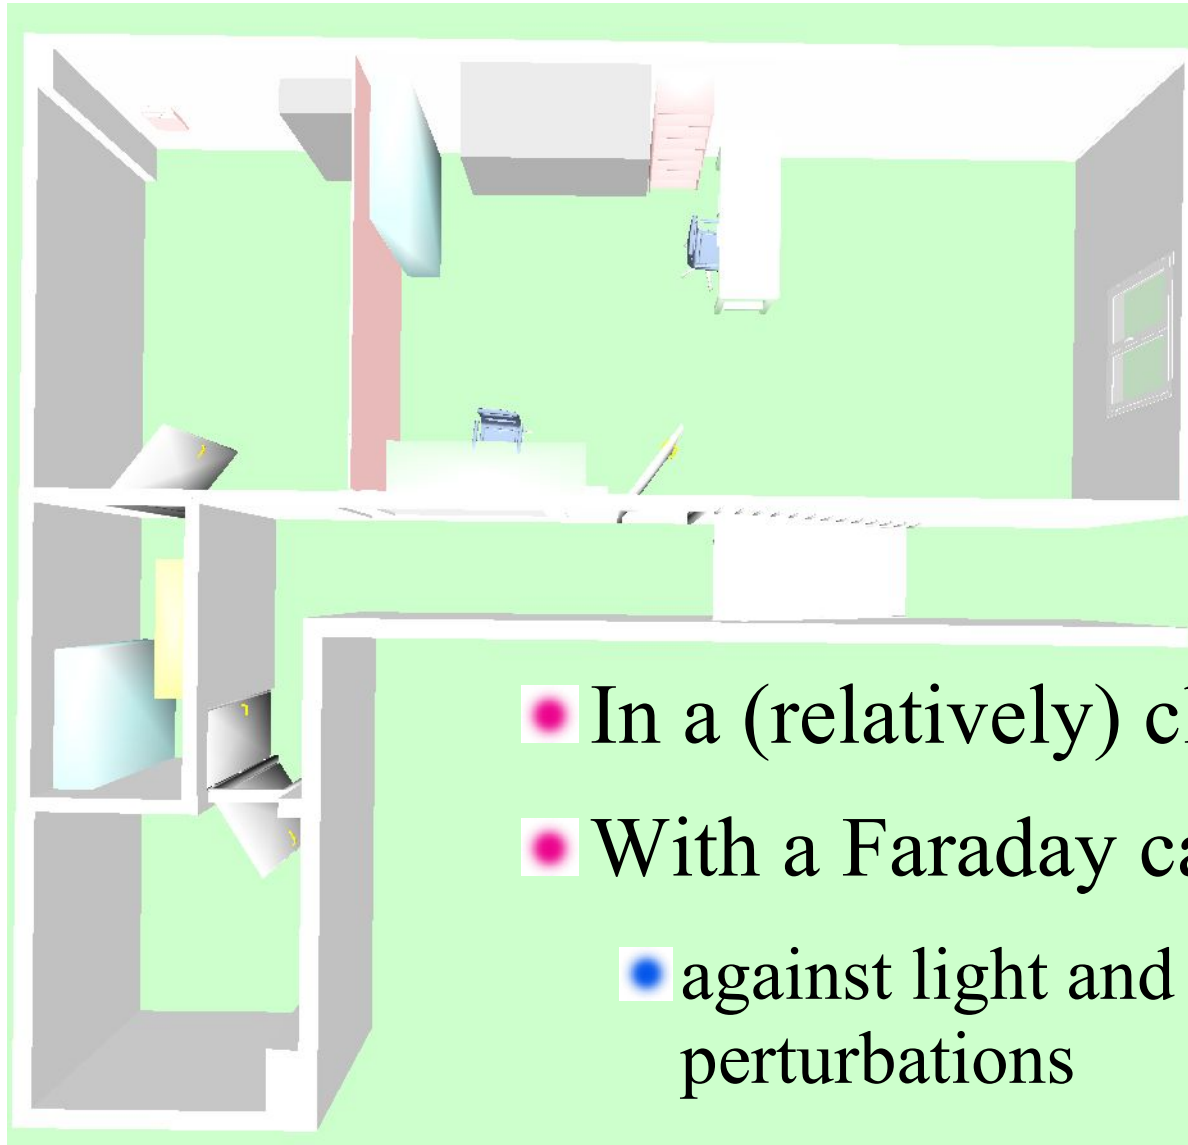 In a (relatively)
With a Faraday
against light and
perturbations